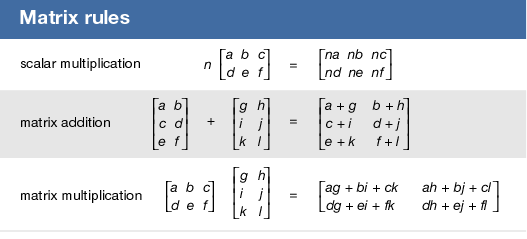 Matrix rules
scalar multiplication n [a b c = [na nb nc
d e f] nd ne nf]
matrix addition [a b c d e f] + [g h i j k l] = [a + g b + h c + i d + j e + k f + l]
matrix multiplication [a b c d e f] [g h i j k l] = [ag + bi + ck ah + bj + cl dg + ei + fk dh + ej + fl]